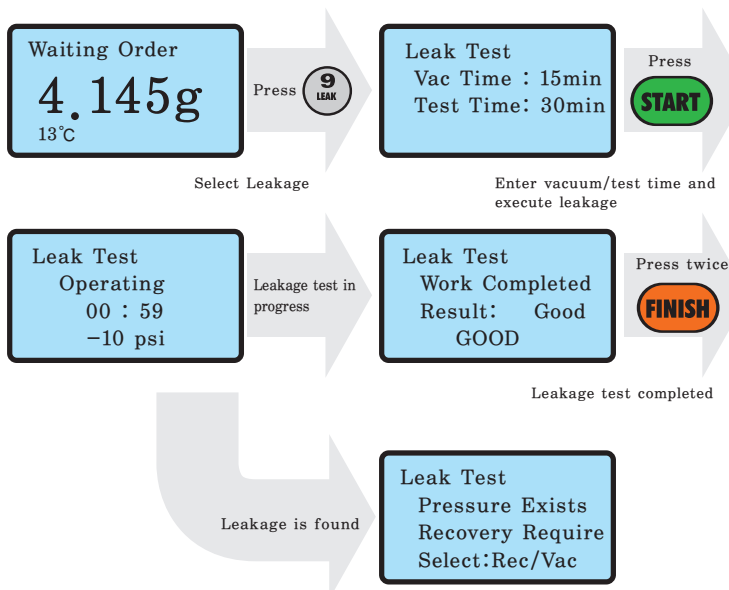 Waiting Order
4.145g
13℃
Press
9
LEAK
Select Leakage
Leak Test
Vac Time : 15min
Test Time: 30min
Press
START
Enter vacuum/test time and
execute leakage
Leak Test
Operating
00 : 59
-10 psi
Leakage test in
progress
Leak Test
Work Completed
Result: Good
GOOD
Press twice
FINISH
Leakage test completed
Leakage is found
Leak Test
Pressure Exists
Recovery Require
Select:Rec/Vac